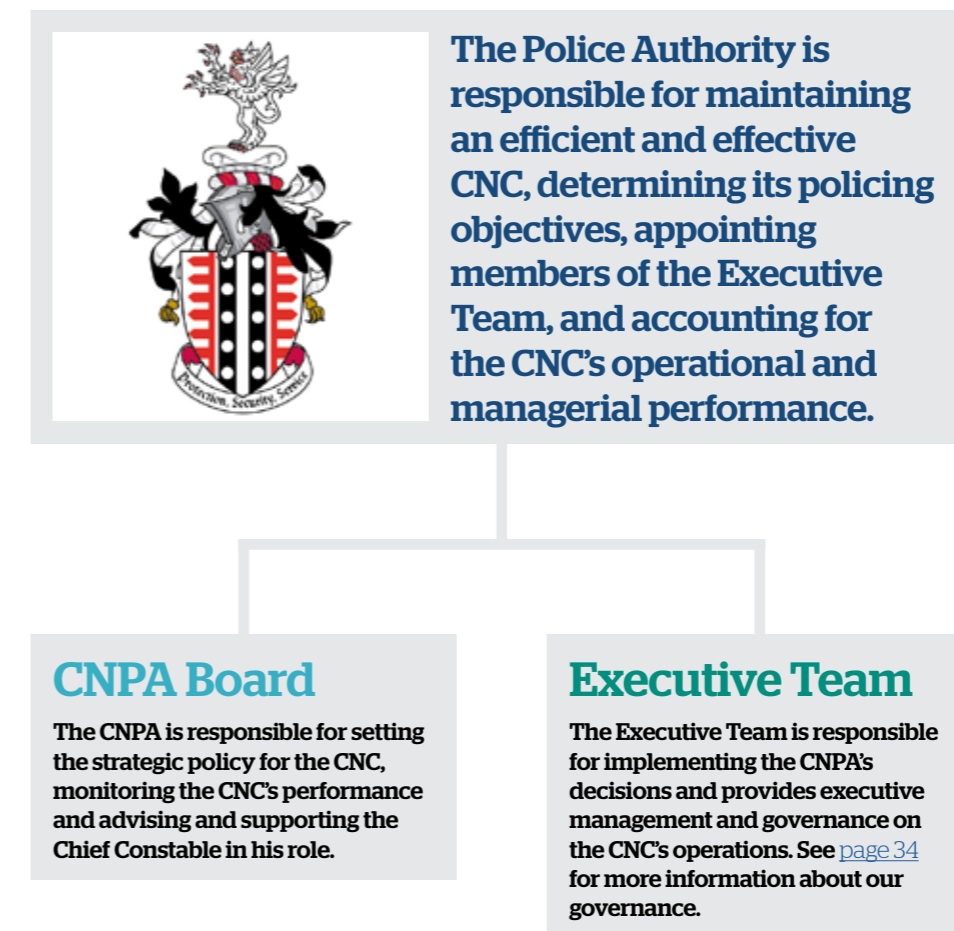 The Police Authority is
responsible for maintaining
an efficient and effective
CNC, determining its policing
objectives, appointing
members of the Executive
Team, and accounting for
the CNC’s operational and
managerial performance.
Protection, Security, Service
CNPA Board
The CNPA is responsible for setting
the strategic policy for the CNC,
monitoring the CNC’s performance
and advising and supporting the
Chief Constable in his role.
Executive Team
The Executive Team is responsible
for implementing the CNPA’s
decisions and provides executive
management and governance on
the CNC’s operations. See page 34
for more information about our
governance.